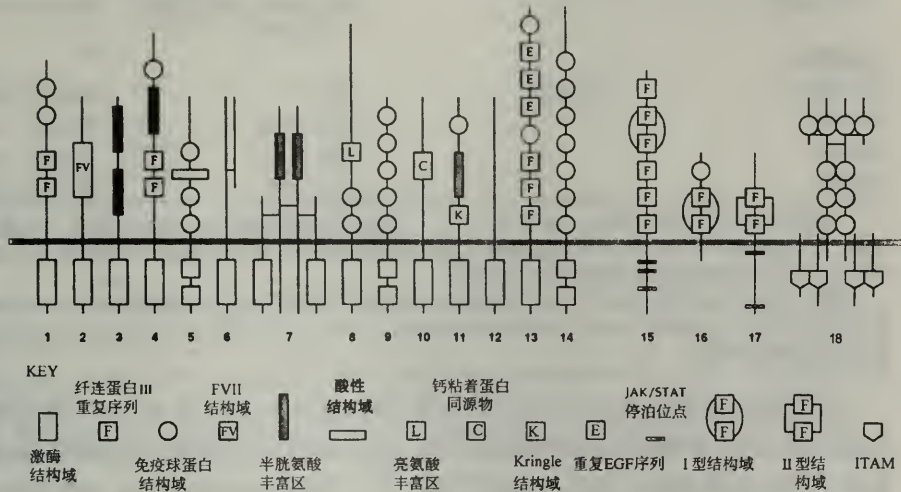 E
E
E
F
F
F
F
F
F
F
F
F
F
F
FV
L
C
K
F
F
F
F
F
F
1 2 3 4 5 6 7 8 9 10 11 12 13 14 15 16 17 18
KEY
纤连蛋白III
重复序列
FVII
结构域
酸性
结构域
钙粘着蛋白
同源物
JAK/STAT
停泊位点
F FV L C K E F F F F
激酶
结构域
免疫球蛋白
结构域
半胱氨酸
丰富区
亮氨酸
丰富区
Kringle
结构域
重复EGF序列
I 型结构域
II 型结
构域
ITAM